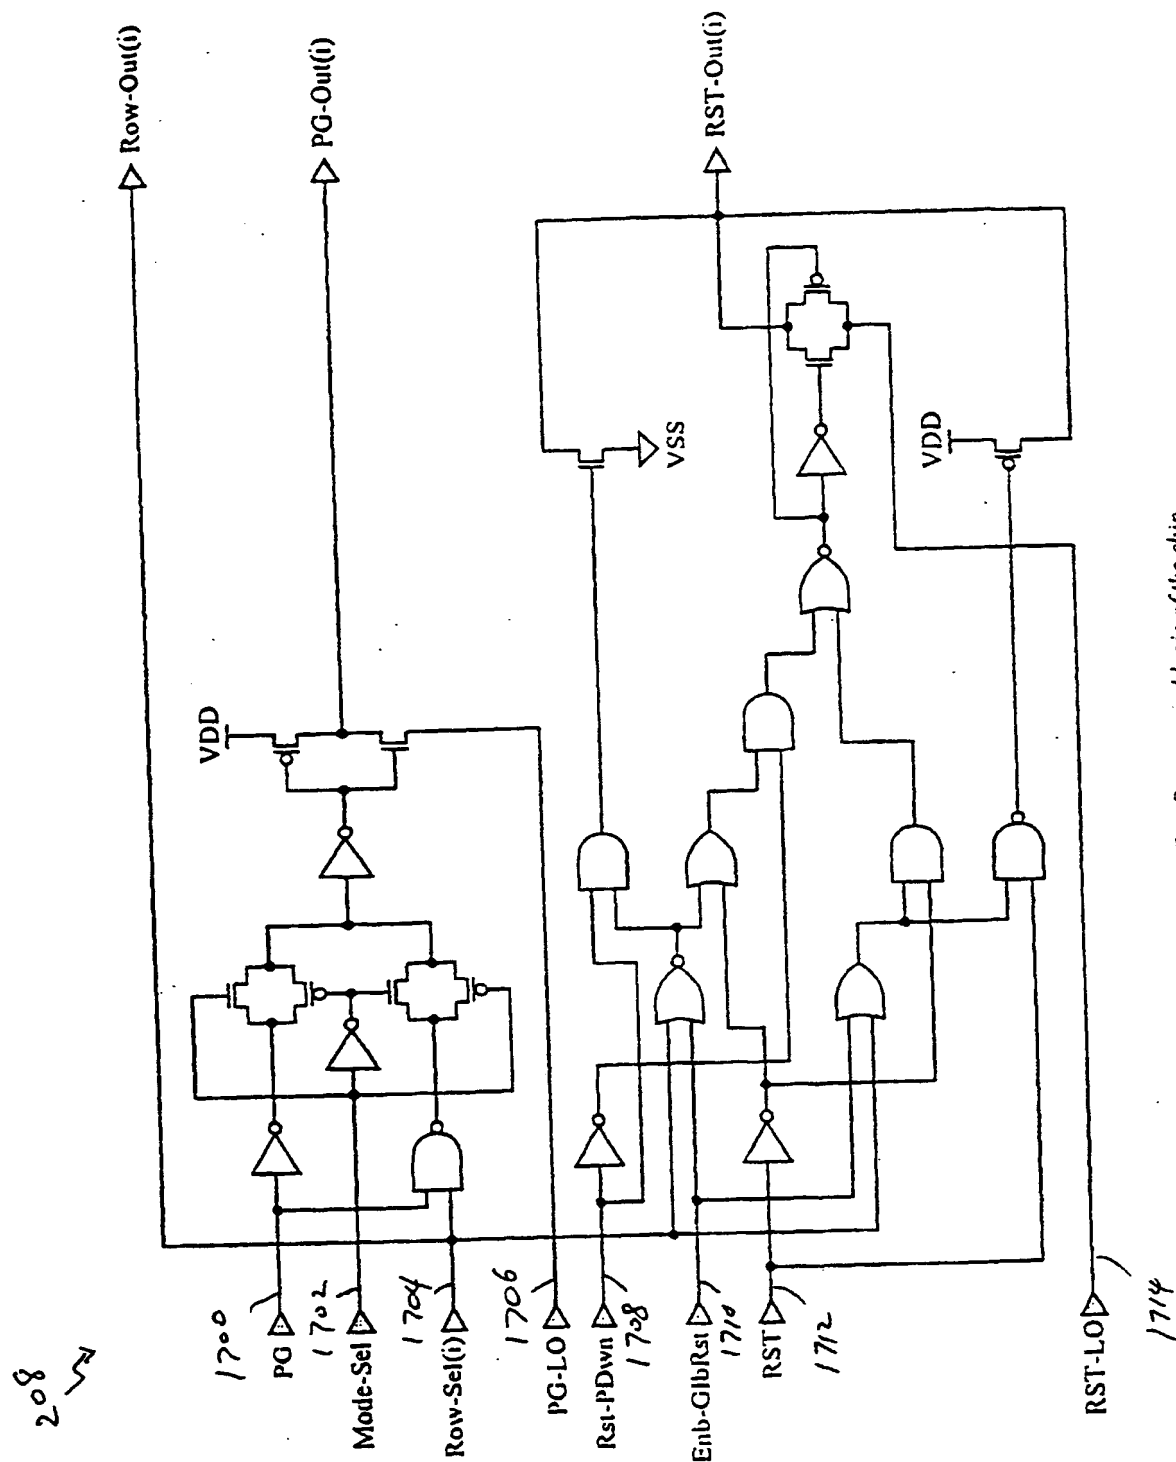 208
1700
PG
1702
Mode-Sel
1704
Row-Sel(i)
1706
PG-LO
Rst-PDwn
1708
Enb-GlbRst
1710
RST
1712
RST-LO
1714
VDD
VSS
VDD
Row-Out(i)
PG-Out(i)
RST-Out(i)